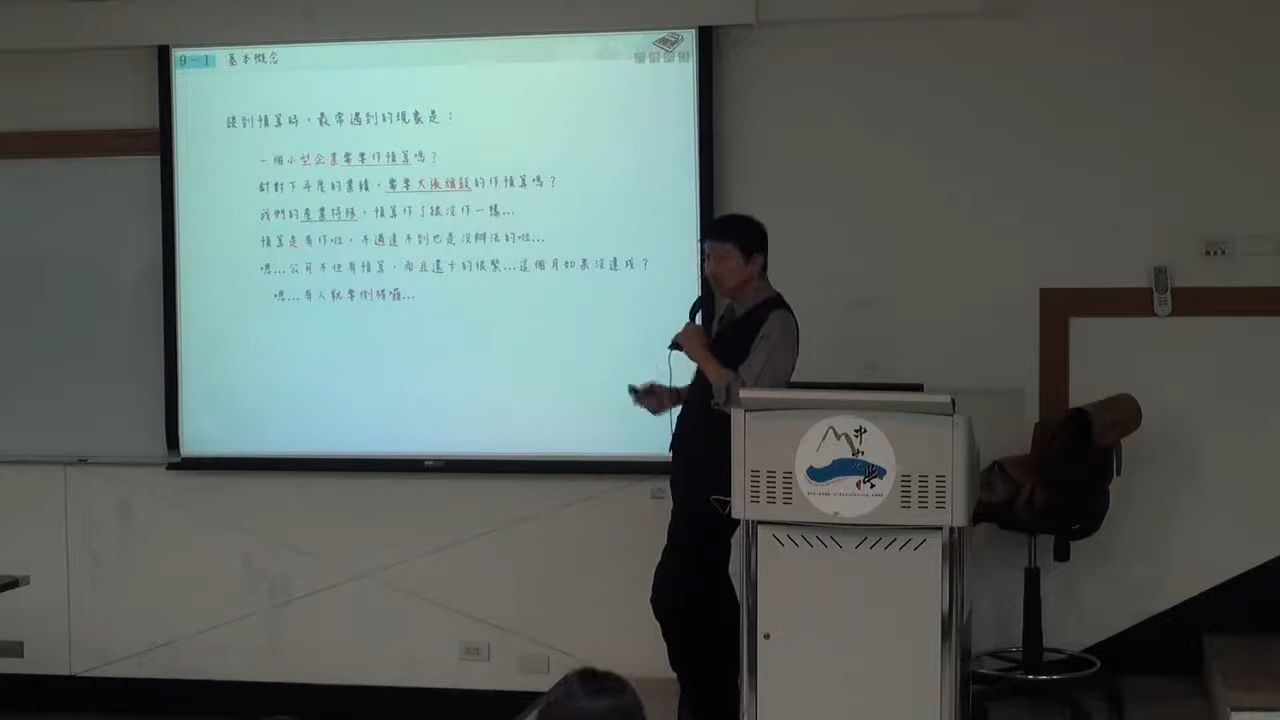 9-1 基本概念
談到預算時，最常遇到的現象是：
一個小型企業需要作預算嗎？
針對下年度的業績，需要大張旗鼓的作預算嗎？
我們的產業特殊，預算作了跟沒作一樣...
預算是有作啦，不過達不到也是沒辦法的啦...
嗯...公司不但有預算，而且還卡的很緊...這個月如果沒達成？
嗯...有人就要倒楣囉...
中山大學